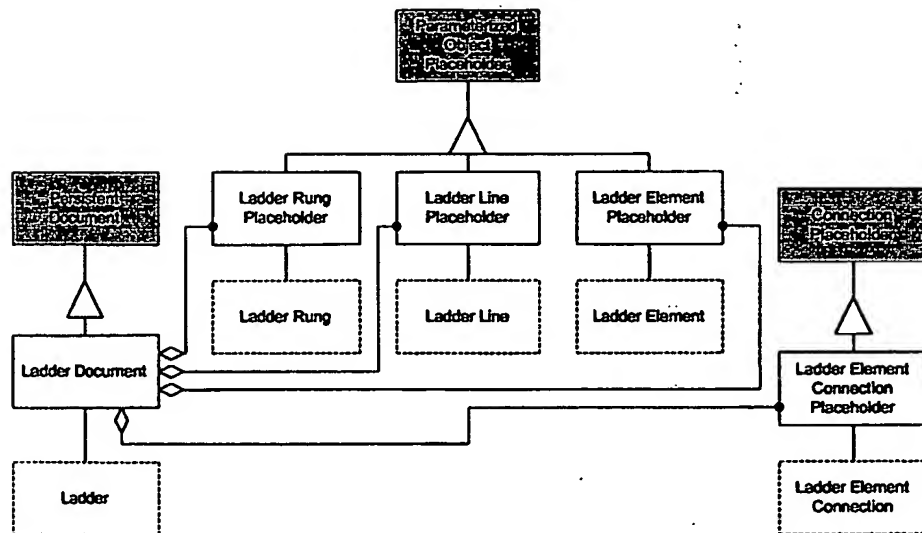 Parameterized
Object
Placeholder
Persistent
Document
Ladder Rung
Placeholder
Ladder Line
Placeholder
Ladder Element
Placeholder
Connection
Placeholder
Ladder Rung
Ladder Line
Ladder Element
Ladder Document
Ladder Element
Connection
Placeholder
Ladder
Ladder Element
Connection